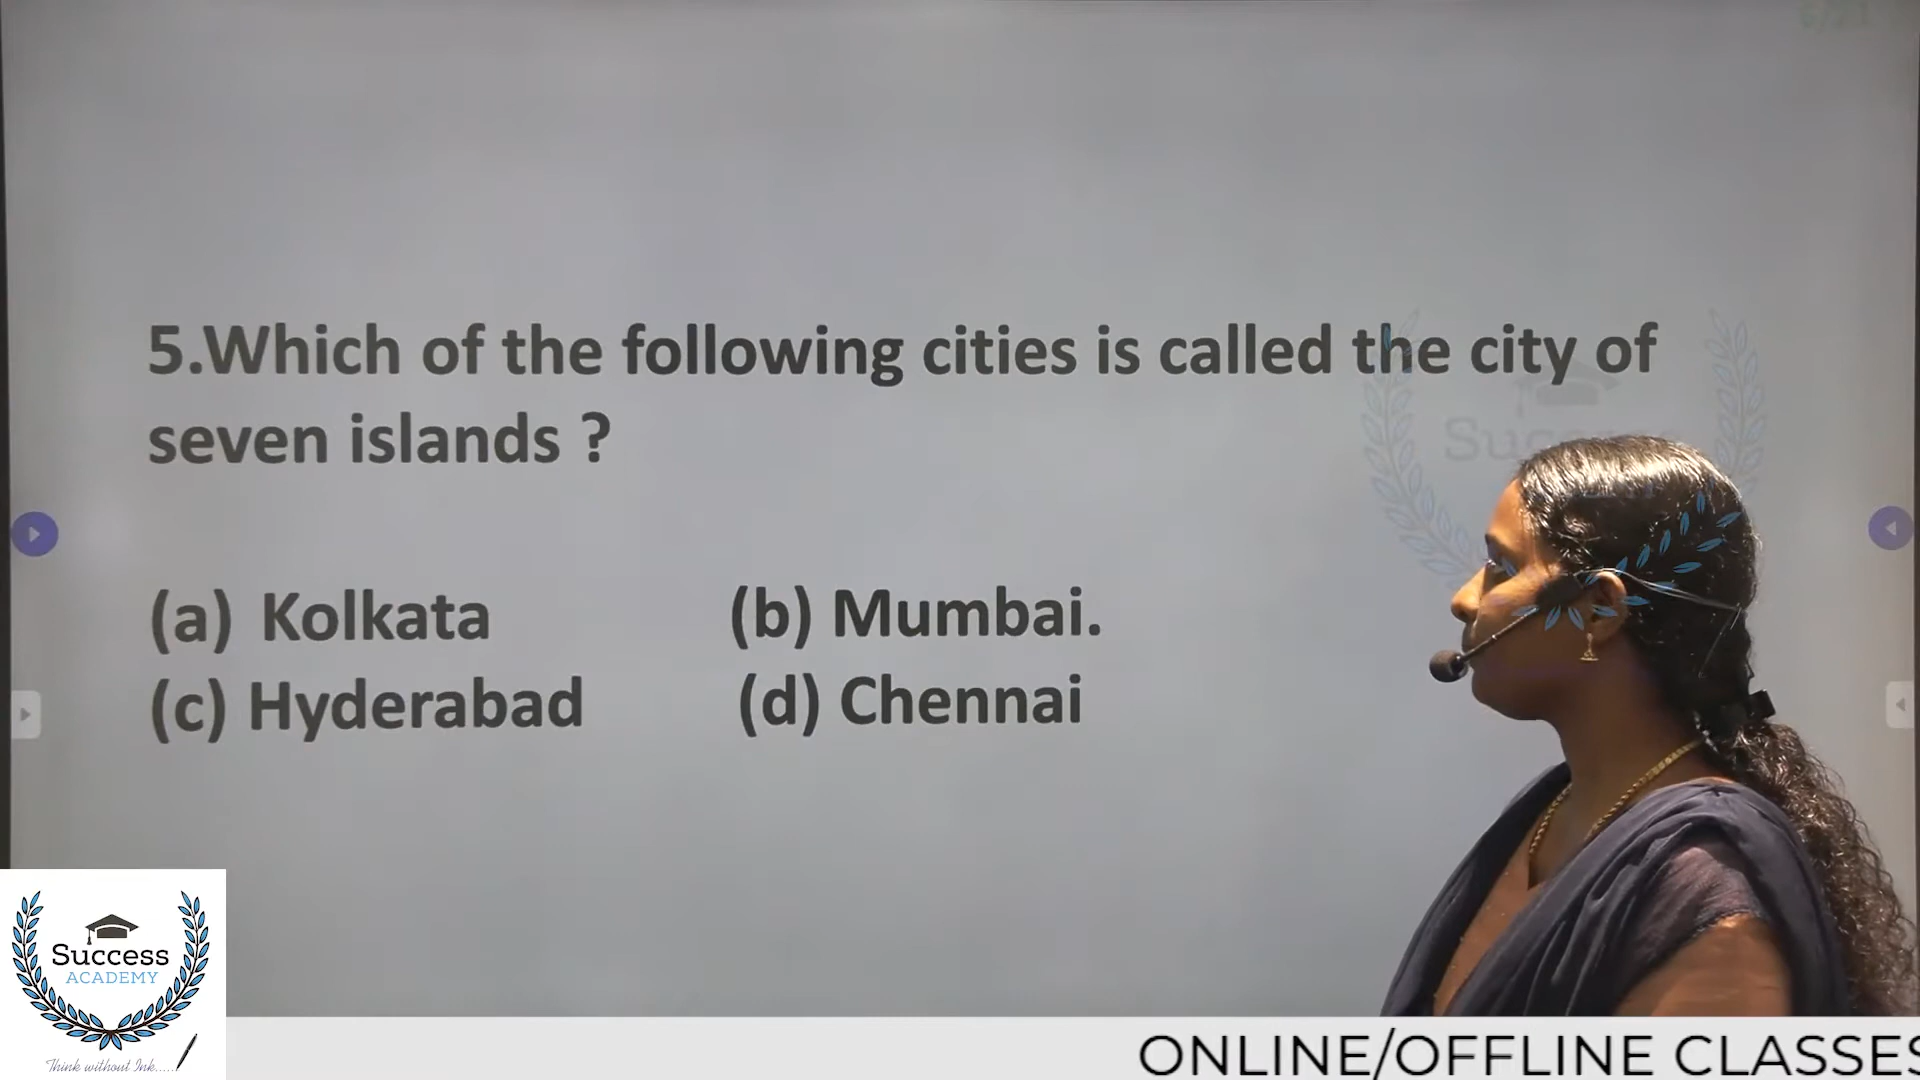 5.Which of the following cities is called the city of
seven islands ?
(a) Kolkata (b) Mumbai.
(c) Hyderabad (d) Chennai
Success
Success
ACADEMY
Think without Ink.....
ONLINE/OFFLINE CLASSES